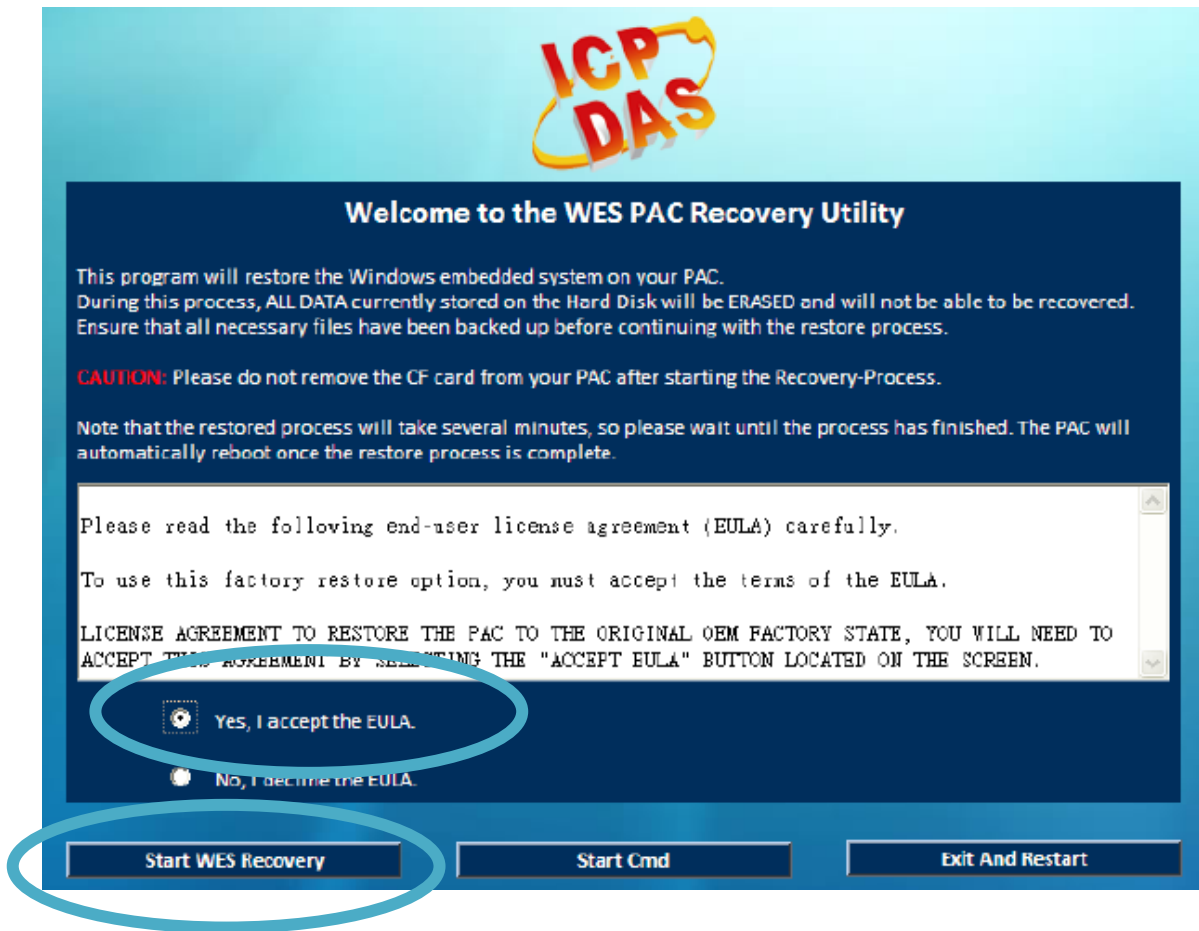 ICP
DAS
Welcome to the WES PAC Recovery Utility
This program will restore the Windows embedded system on your PAC.
During this process, ALL DATA currently stored on the Hard Disk will be ERASED and will not be able to be recovered.
Ensure that all necessary files have been backed up before continuing with the restore process.
CAUTION: Please do not remove the CF card from your PAC after starting the Recovery-Process.
Note that the restored process will take several minutes, so please wait until the process has finished. The PAC will
automatically reboot once the restore process is complete.
Please read the following end-user license agreement (EULA) carefully.
To use this factory restore option, you must accept the terms of the EULA.
LICENSE AGREEMENT TO RESTORE THE PAC TO THE ORIGINAL OEM FACTORY STATE, YOU WILL NEED TO
ACCEPT THIS AGREEMENT BY SELECTING THE "ACCEPT EULA" BUTTON LOCATED ON THE SCREEN.
Yes, I accept the EULA.
No, I decline the EULA.
Start WES Recovery
Start Cmd
Exit And Restart